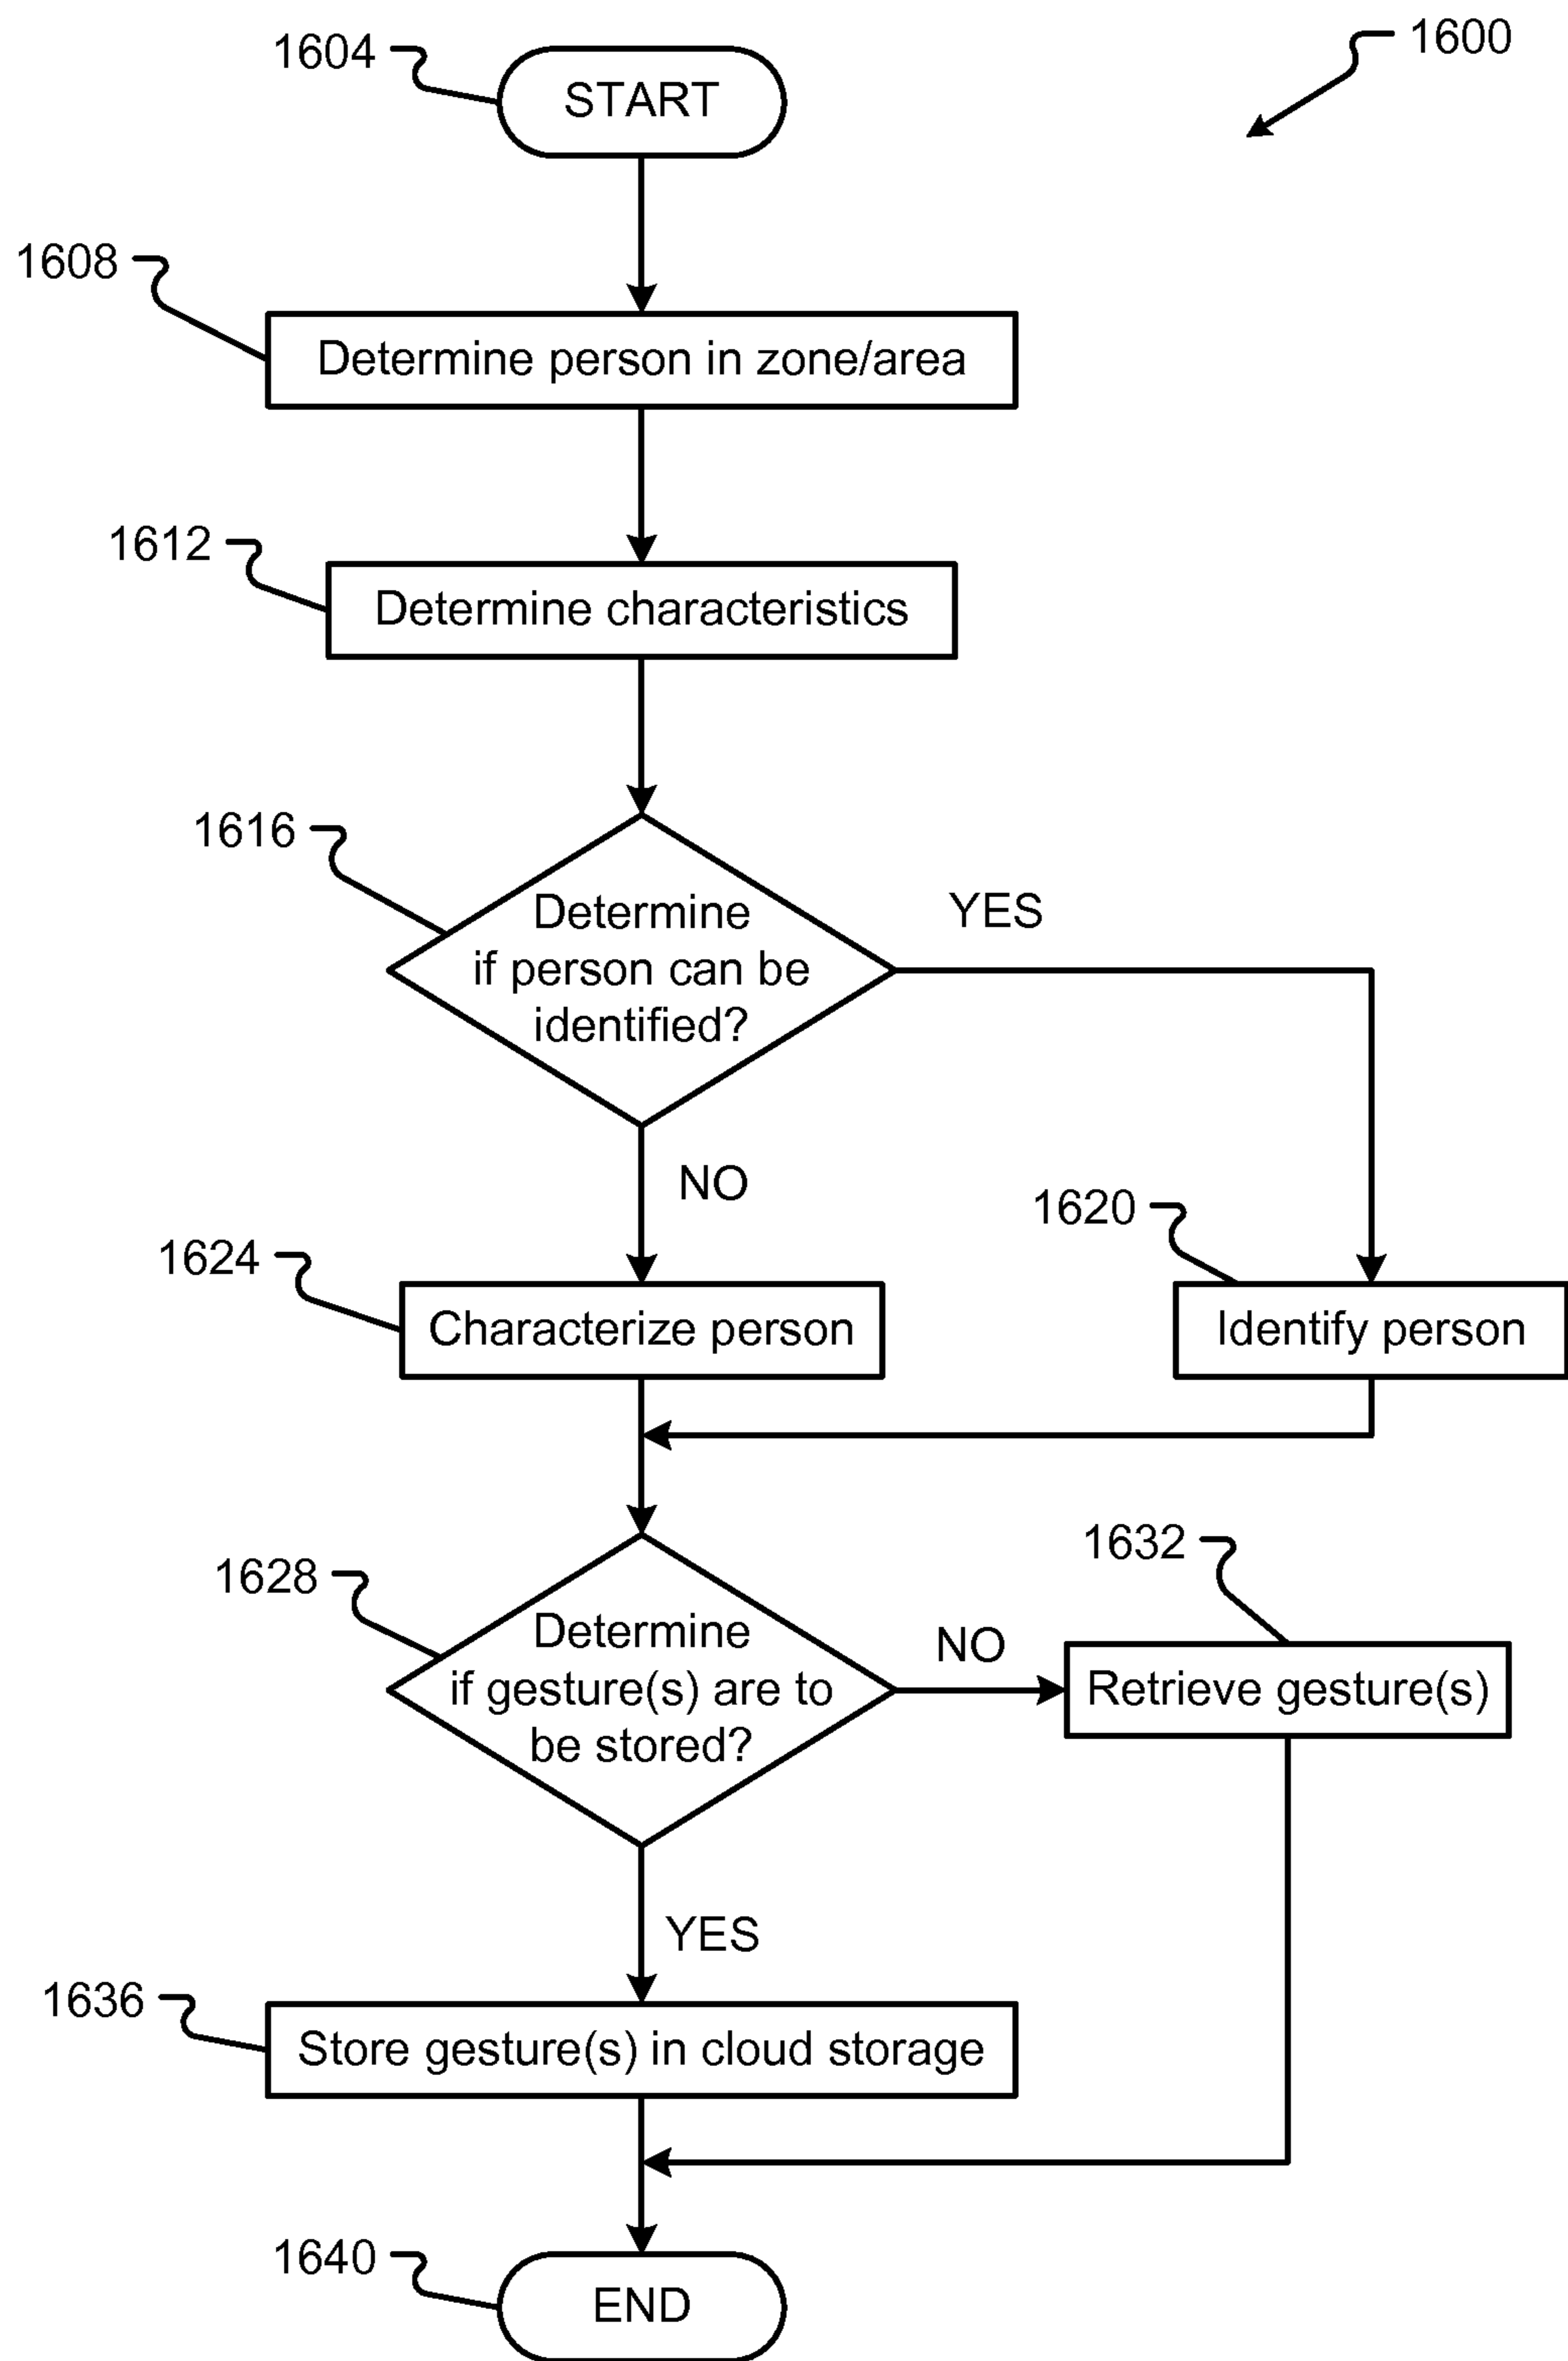 1600
1604
START
1608
Determine person in zone/area
1612
Determine characteristics
1616
Determine
if person can be
identified?
YES
NO
1620
1624
Characterize person
Identify person
1628
1632
Determine
if gesture(s) are to
be stored?
NO
Retrieve gesture(s)
YES
1636
Store gesture(s) in cloud storage
1640
END